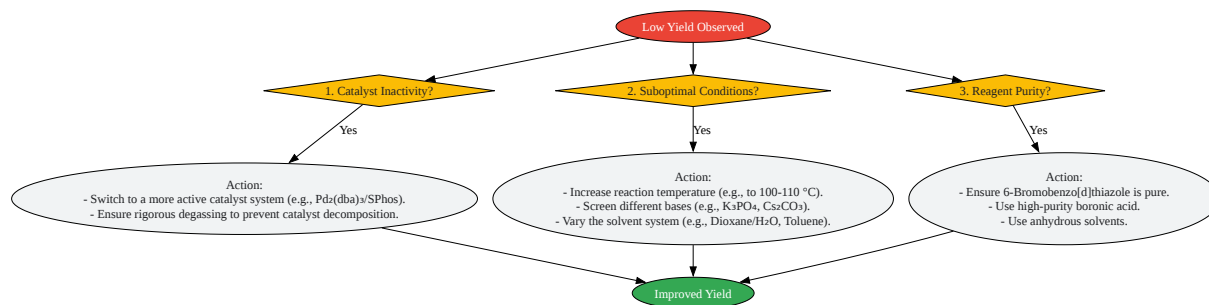 Low Yield Observed
1. Catalyst Inactivity?
2. Suboptimal Conditions?
3. Reagent Purity?
Yes
Yes
Yes
Action:
- Switch to a more active catalyst system (e.g., Pd₂(dba)₃/SPhos).
- Ensure rigorous degassing to prevent catalyst decomposition.
Action:
- Increase reaction temperature (e.g., to 100-110 °C).
- Screen different bases (e.g., K₃PO₄, Cs₂CO₃).
- Vary the solvent system (e.g., Dioxane/H₂O, Toluene).
Action:
- Ensure 6-Bromobenzo[d]thiazole is pure.
- Use high-purity boronic acid.
- Use anhydrous solvents.
Improved Yield